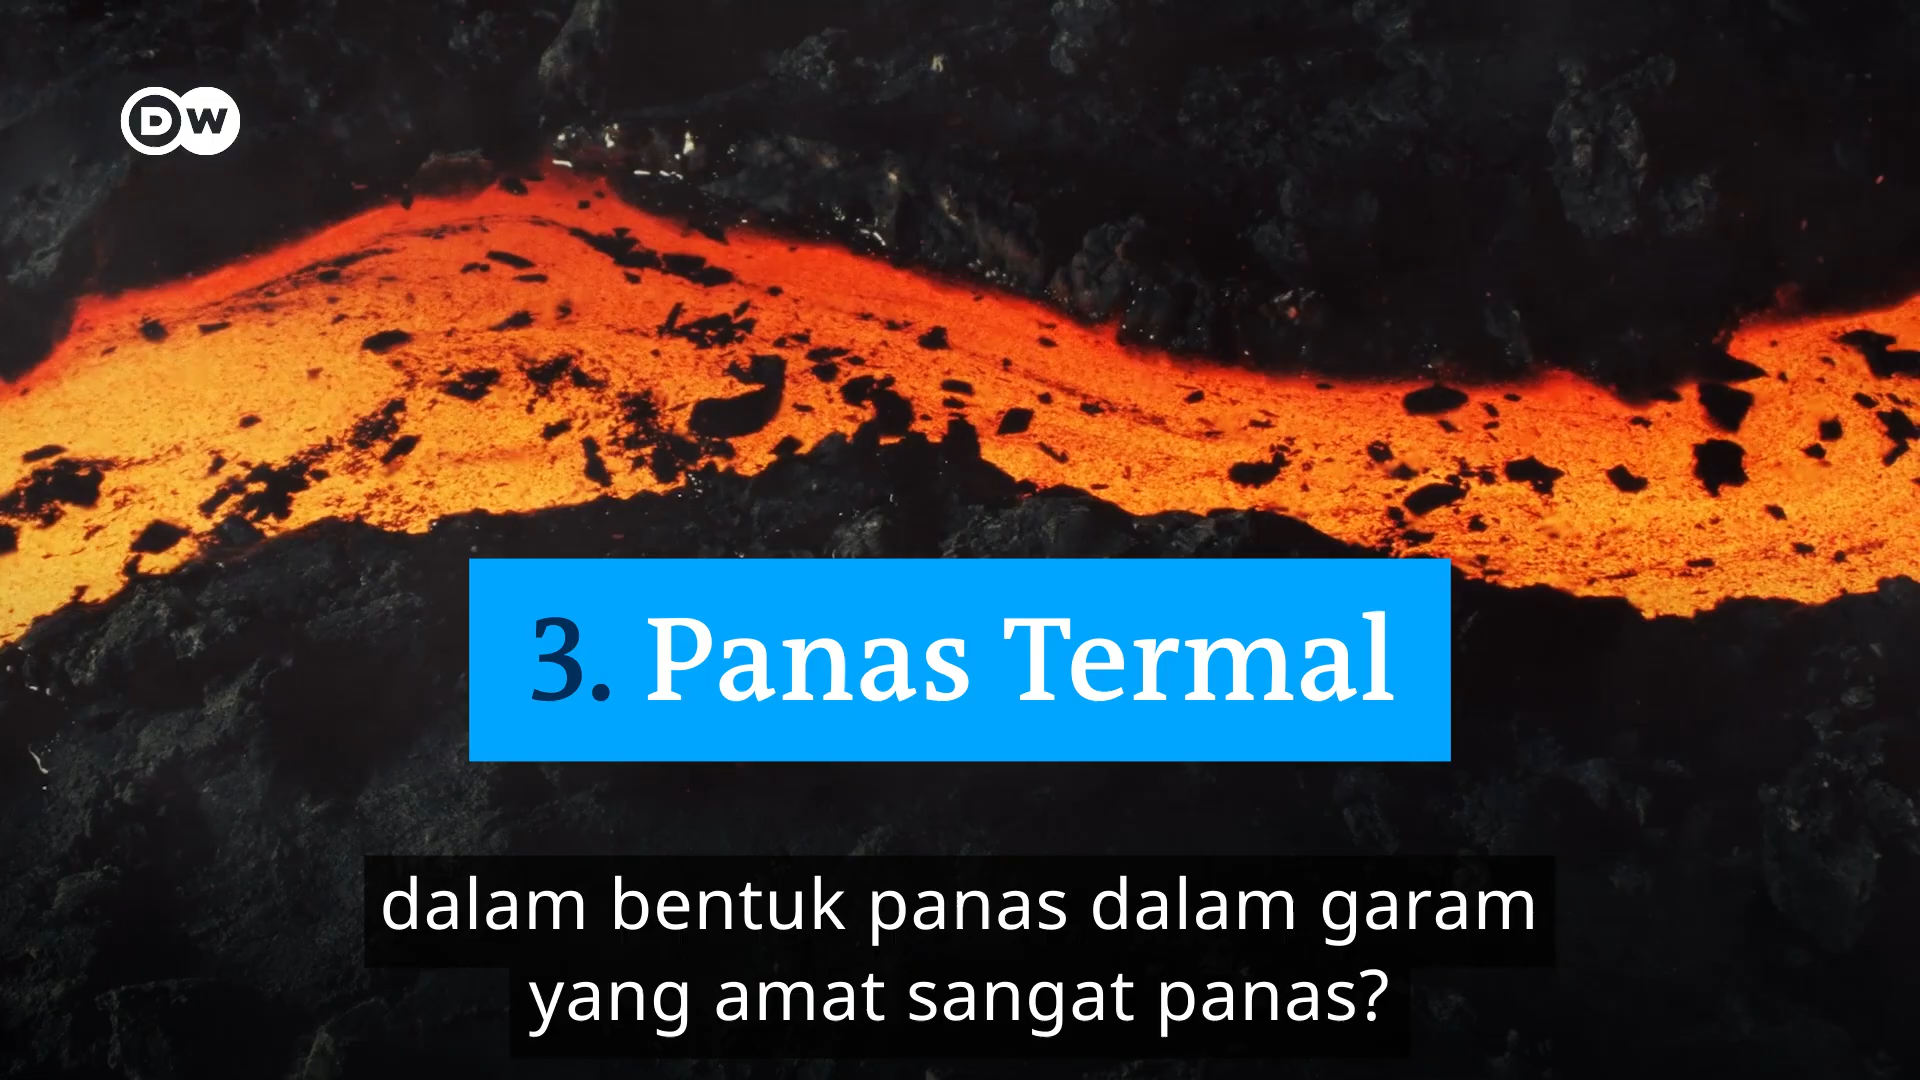 DW
3. Panas Termal
dalam bentuk panas dalam garam
yang amat sangat panas?